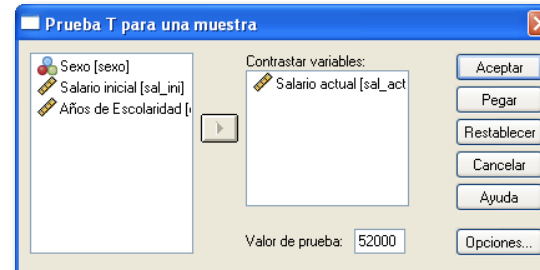 Prueba T para una muestra
Sexo [sexo]
Salario inicial [sal_ini]
Años de Escolaridad [
Contrastar variables:
Salario actual [sal_act
Valor de prueba: 52000
Aceptar
Pegar
Restablecer
Cancelar
Ayuda
Opciones...